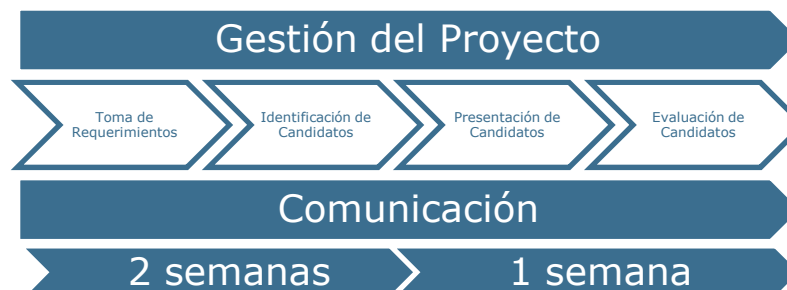 Gestión del Proyecto
Toma de
Requerimientos
Identificación de
Candidatos
Presentación de
Candidatos
Evaluación de
Candidatos
Comunicación
2 semanas
1 semana